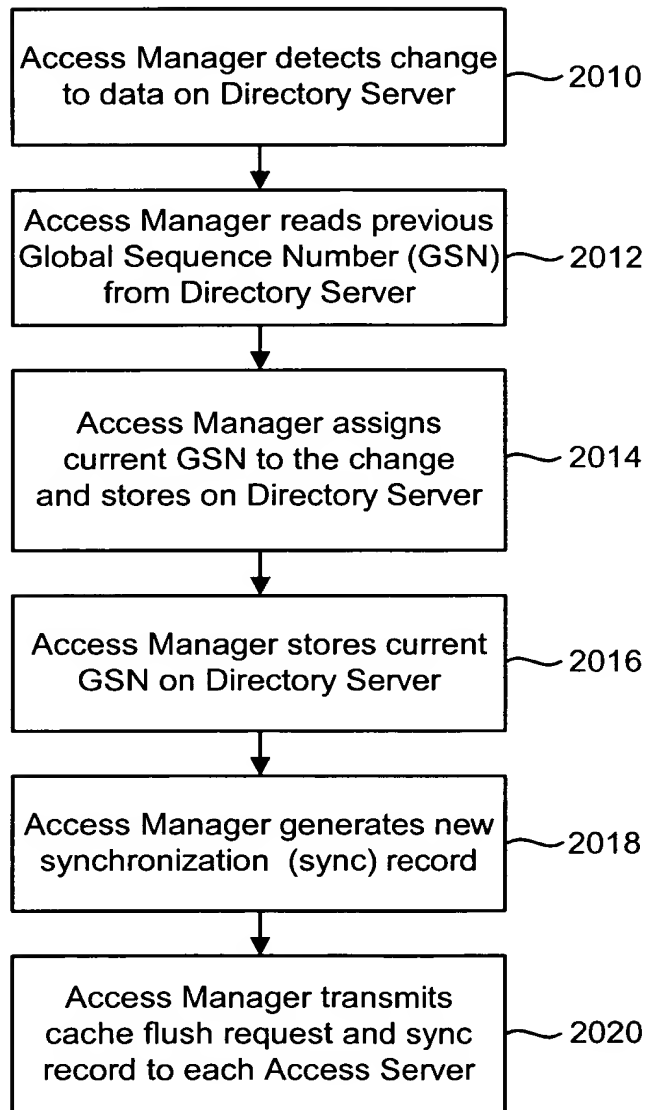 Access Manager detects change
to data on Directory Server
2010
Access Manager reads previous
Global Sequence Number (GSN)
from Directory Server
2012
Access Manager assigns
current GSN to the change
and stores on Directory Server
2014
Access Manager stores current
GSN on Directory Server
2016
Access Manager generates new
synchronization (sync) record
2018
Access Manager transmits
cache flush request and sync
record to each Access Server
2020